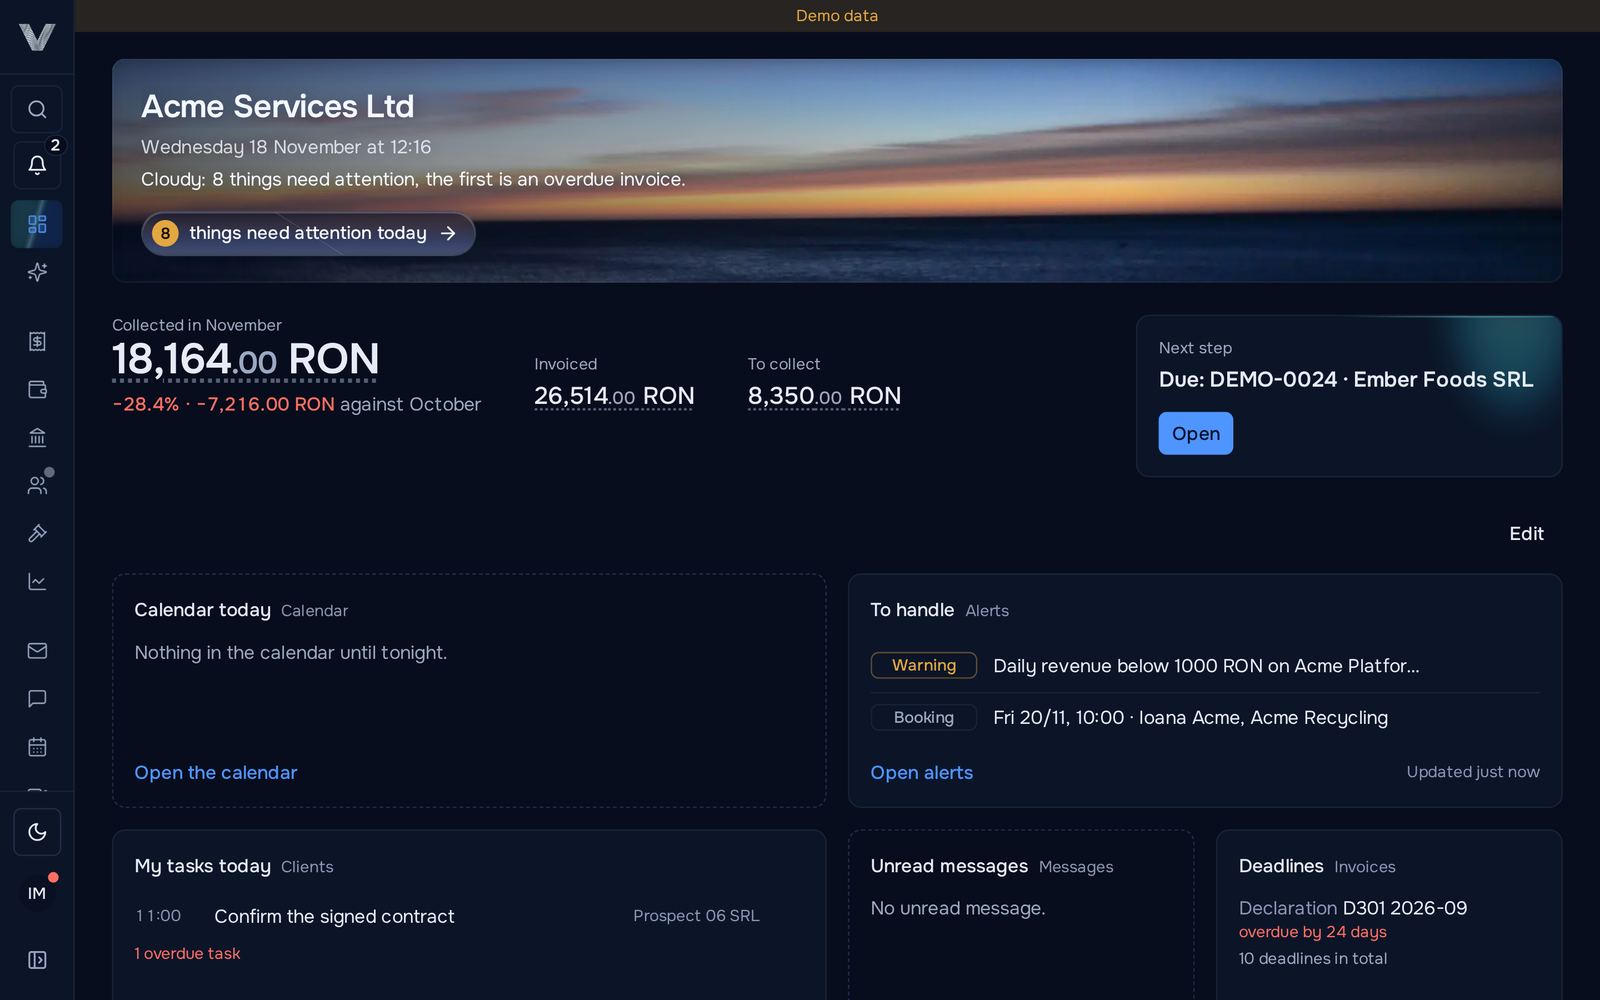 Demo data
2
Acme Services Ltd
Wednesday 18 November at 12:16
Cloudy: 8 things need attention, the first is an overdue invoice.
8 things need attention today
Collected in November
18,164.00 RON
-28.4% · -7,216.00 RON against October
Invoiced
26,514.00 RON
To collect
8,350.00 RON
Next step
Due: DEMO-0024 · Ember Foods SRL
Open
Edit
Calendar today Calendar
Nothing in the calendar until tonight.
Open the calendar
To handle Alerts
Warning Daily revenue below 1000 RON on Acme Platfor...
Booking Fri 20/11, 10:00 · Ioana Acme, Acme Recycling
Open alerts Updated just now
My tasks today Clients
11:00 Confirm the signed contract Prospect 06 SRL
1 overdue task
Unread messages Messages
No unread message.
Deadlines Invoices
Declaration D301 2026-09
overdue by 24 days
10 deadlines in total
IM